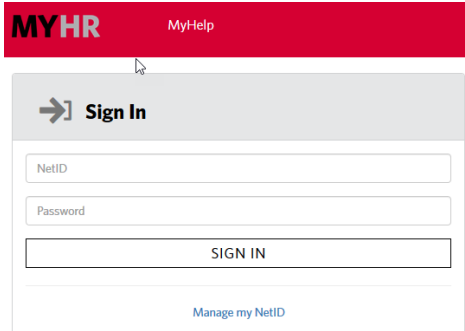 MYHR MyHelp
Sign In
NetID
Password
SIGN IN
Manage my NetID